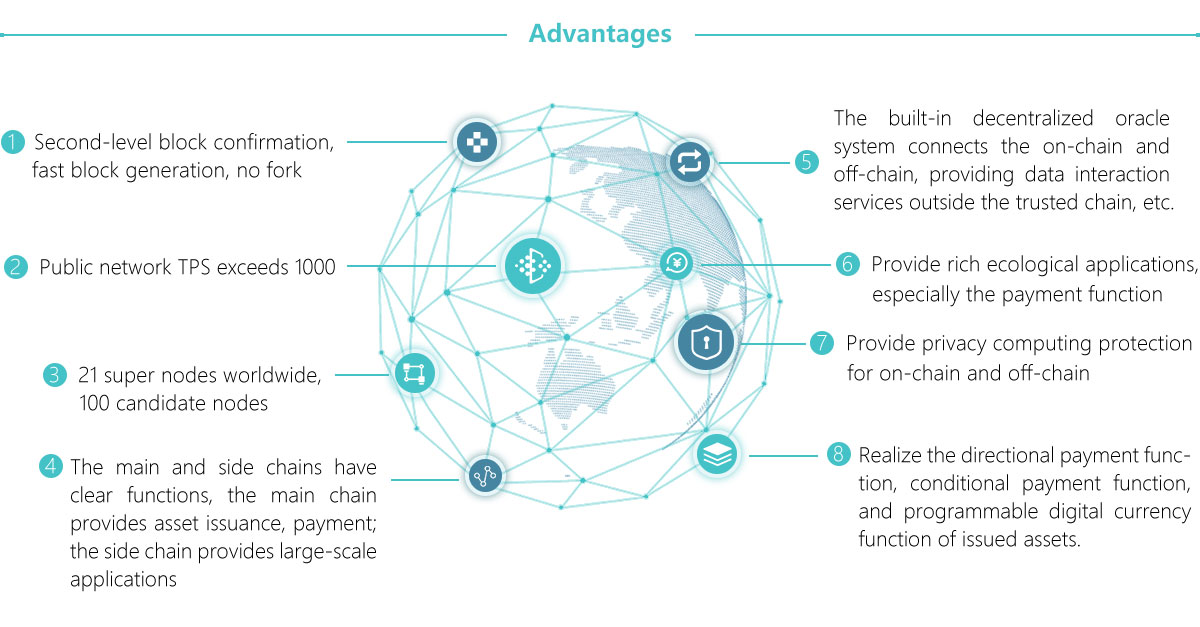 Advantages
1 Second-level block confirmation,
fast block generation, no fork
2 Public network TPS exceeds 1000
3 21 super nodes worldwide,
100 candidate nodes
4 The main and side chains have
clear functions, the main chain
provides asset issuance, payment;
the side chain provides large-scale
applications
5 The built-in decentralized oracle
system connects the on-chain and
off-chain, providing data interaction
services outside the trusted chain, etc.
6 Provide rich ecological applications,
especially the payment function
7 Provide privacy computing protection
for on-chain and off-chain
8 Realize the directional payment func-
tion, conditional payment function,
and programmable digital currency
function of issued assets.
¥